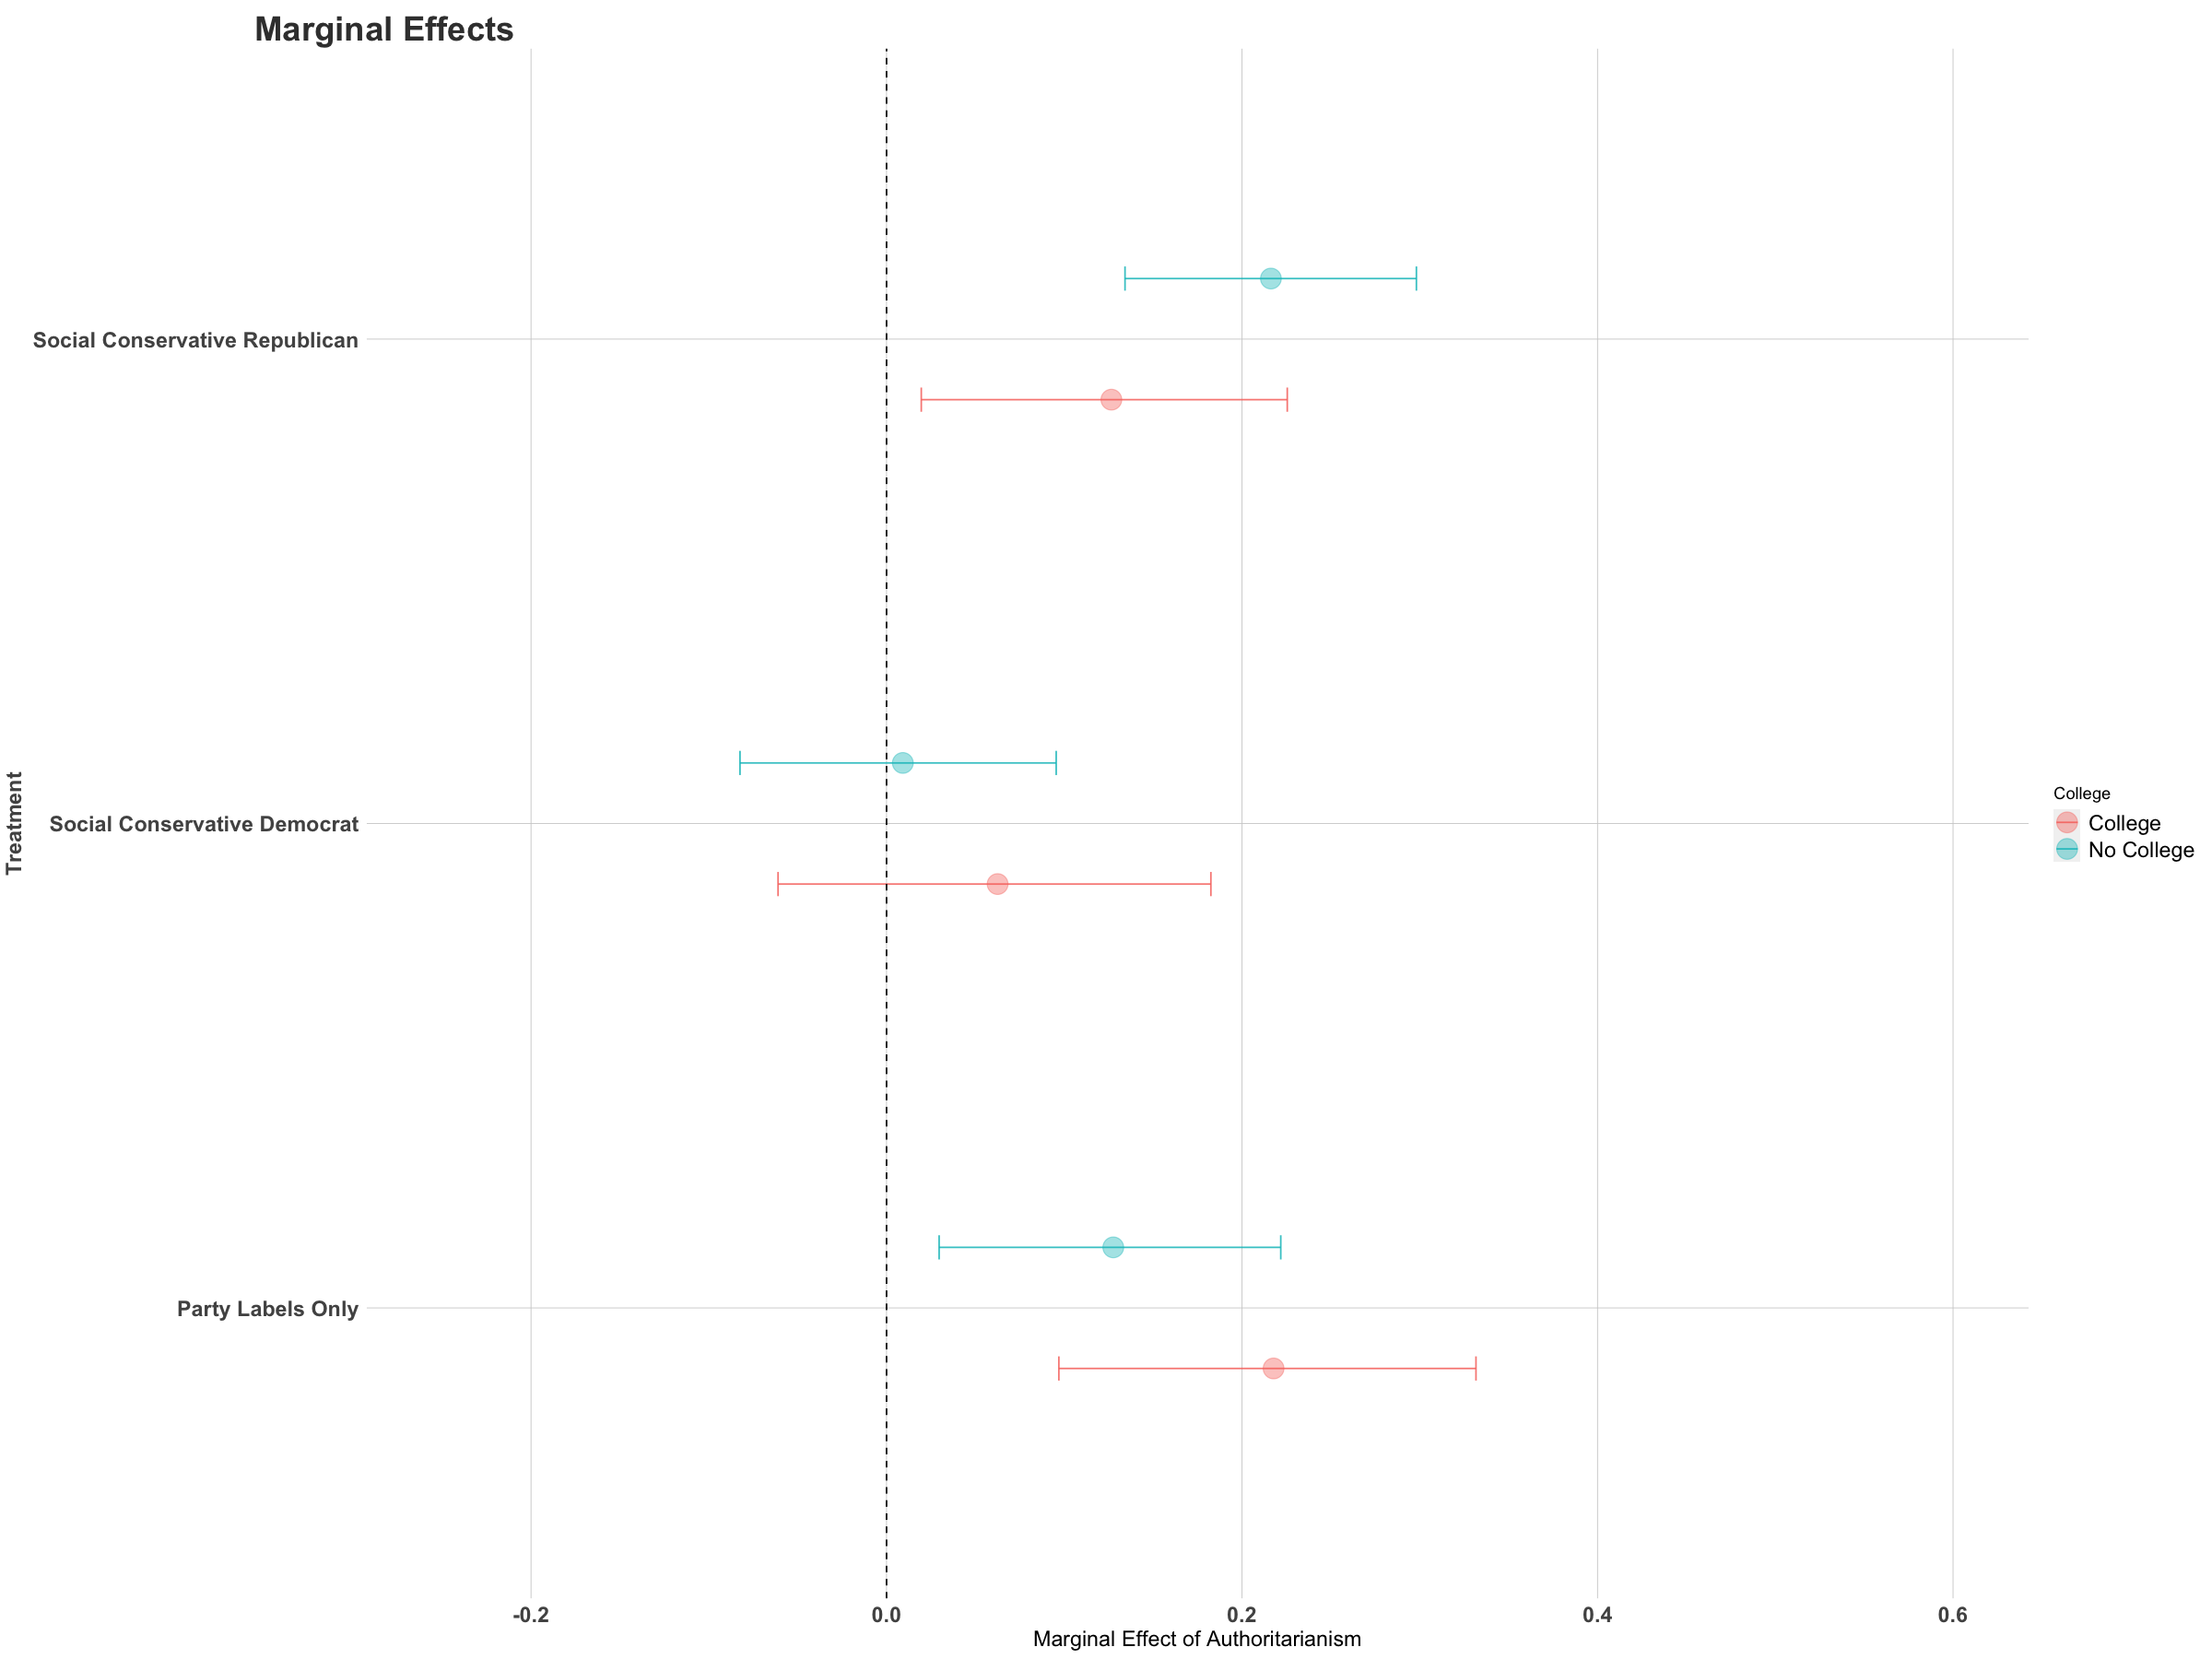 Marginal Effects
Social Conservative Republican
Social Conservative Democrat
Party Labels Only
Treatment
-0.2
0.0
0.2
0.4
0.6
Marginal Effect of Authoritarianism
College
College
No College